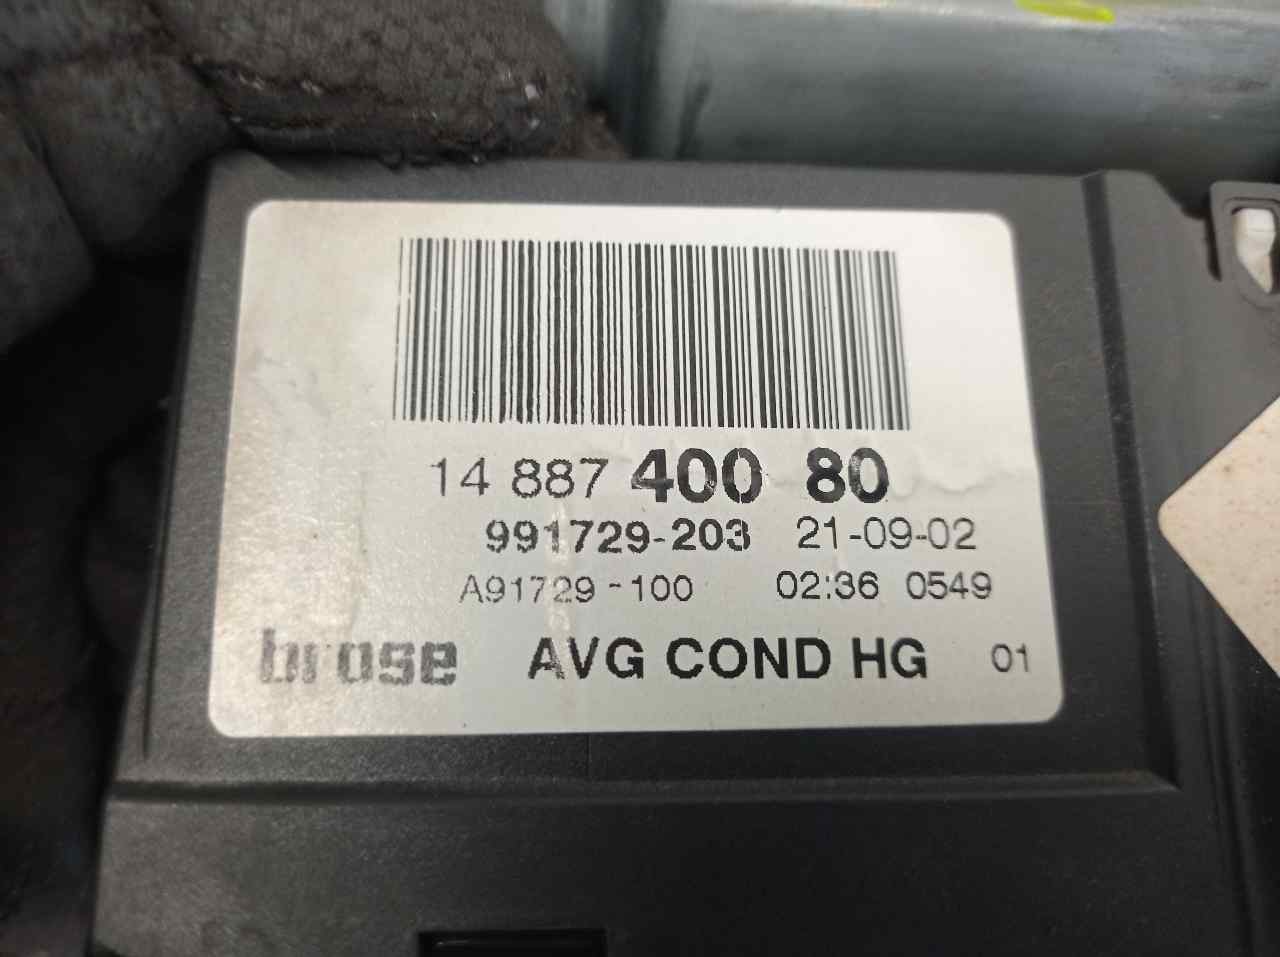 14 887 400 80
991729-203 21-09-02
A91729-100 02:36 0549
brose AVG COND HG 01